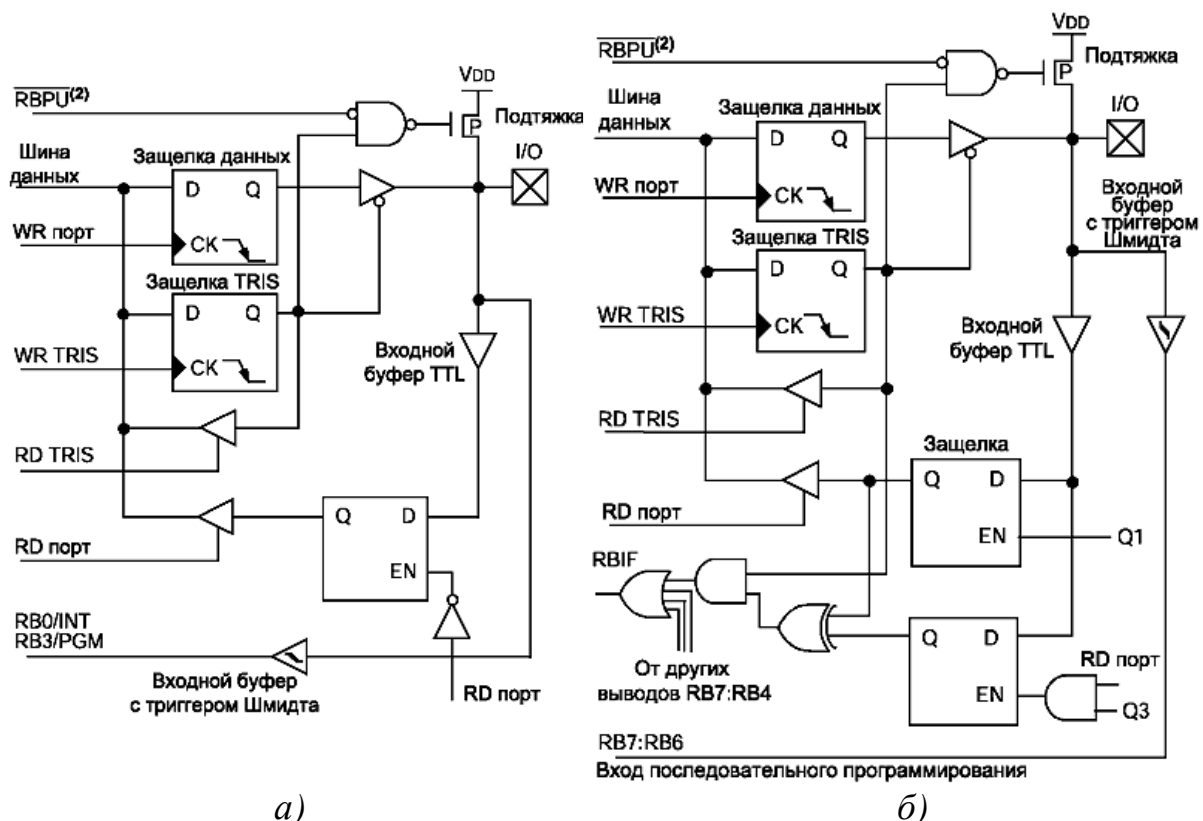 RBPU(2)
VDD
Подтяжка
I/O
Шина
данных
Защелка данных
D Q
WR порт
CK
Защелка TRIS
D Q
WR TRIS
CK
Входной
буфер TTL
RD TRIS
Q D
RD порт
EN
RB0/INT
RB3/PGM
Входной буфер
с триггером Шмидта
RD порт
а)
RBPU(2)
VDD
Подтяжка
I/O
Шина
данных
Защелка данных
D Q
WR порт
CK
Входной
буфер
с триггером
Шмидта
Защелка TRIS
D Q
WR TRIS
CK
Входной
буфер TTL
RD TRIS
Защелка
Q D
RD порт
EN
Q1
RBIF
Q D
От других
выводов RB7:RB4
RD порт
EN
Q3
RB7:RB6
Вход последовательного программирования
б)
P
P